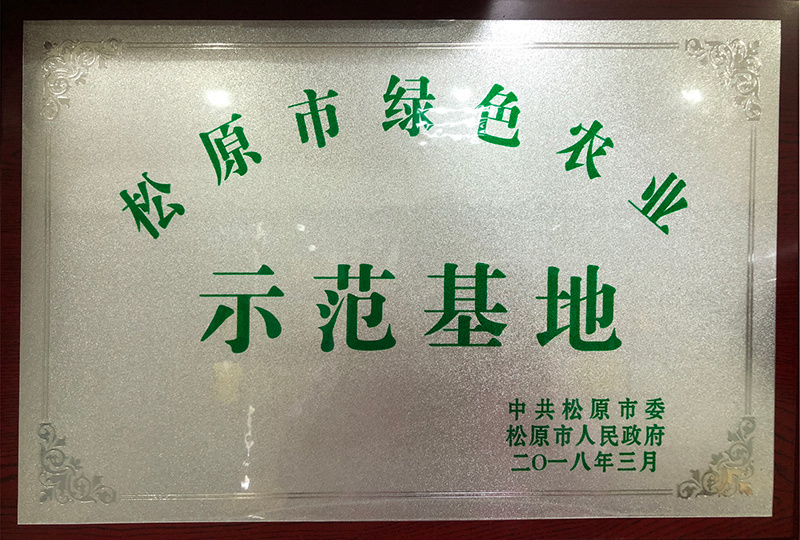 松原市绿色农业
示范基地
中共松原市委
松原市人民政府
二〇一八年三月